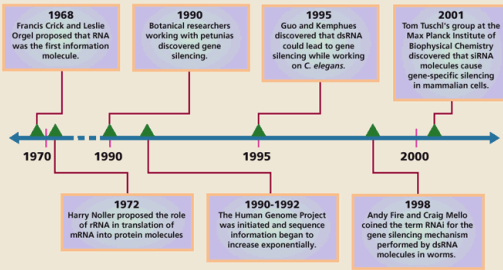 1968
Francis Crick and Leslie
Orgel proposed that RNA
was the first information
molecule.
1990
Botanical researchers
working with petunias
discovered gene
silencing.
1995
Guo and Kemphues
discovered that dsRNA
could lead to gene
silencing while working
on C. elegans.
2001
Tom Tuschi's group at the
Max Planck Institute of
Biophysical Chemistry
discovered that siRNA
molecules cause
gene-specific silencing
in mammalian cells.
1970
1990
1995
2000
1972
Harry Noller proposed the role
of rRNA in translation of
mRNA into protein molecules
1990-1992
The Human Genome Project
was initiated and sequence
information began to
increase exponentially.
1998
Andy Fire and Craig Mello
coined the term RNAi for the
gene silencing mechanism
performed by dsRNA
molecules in worms.